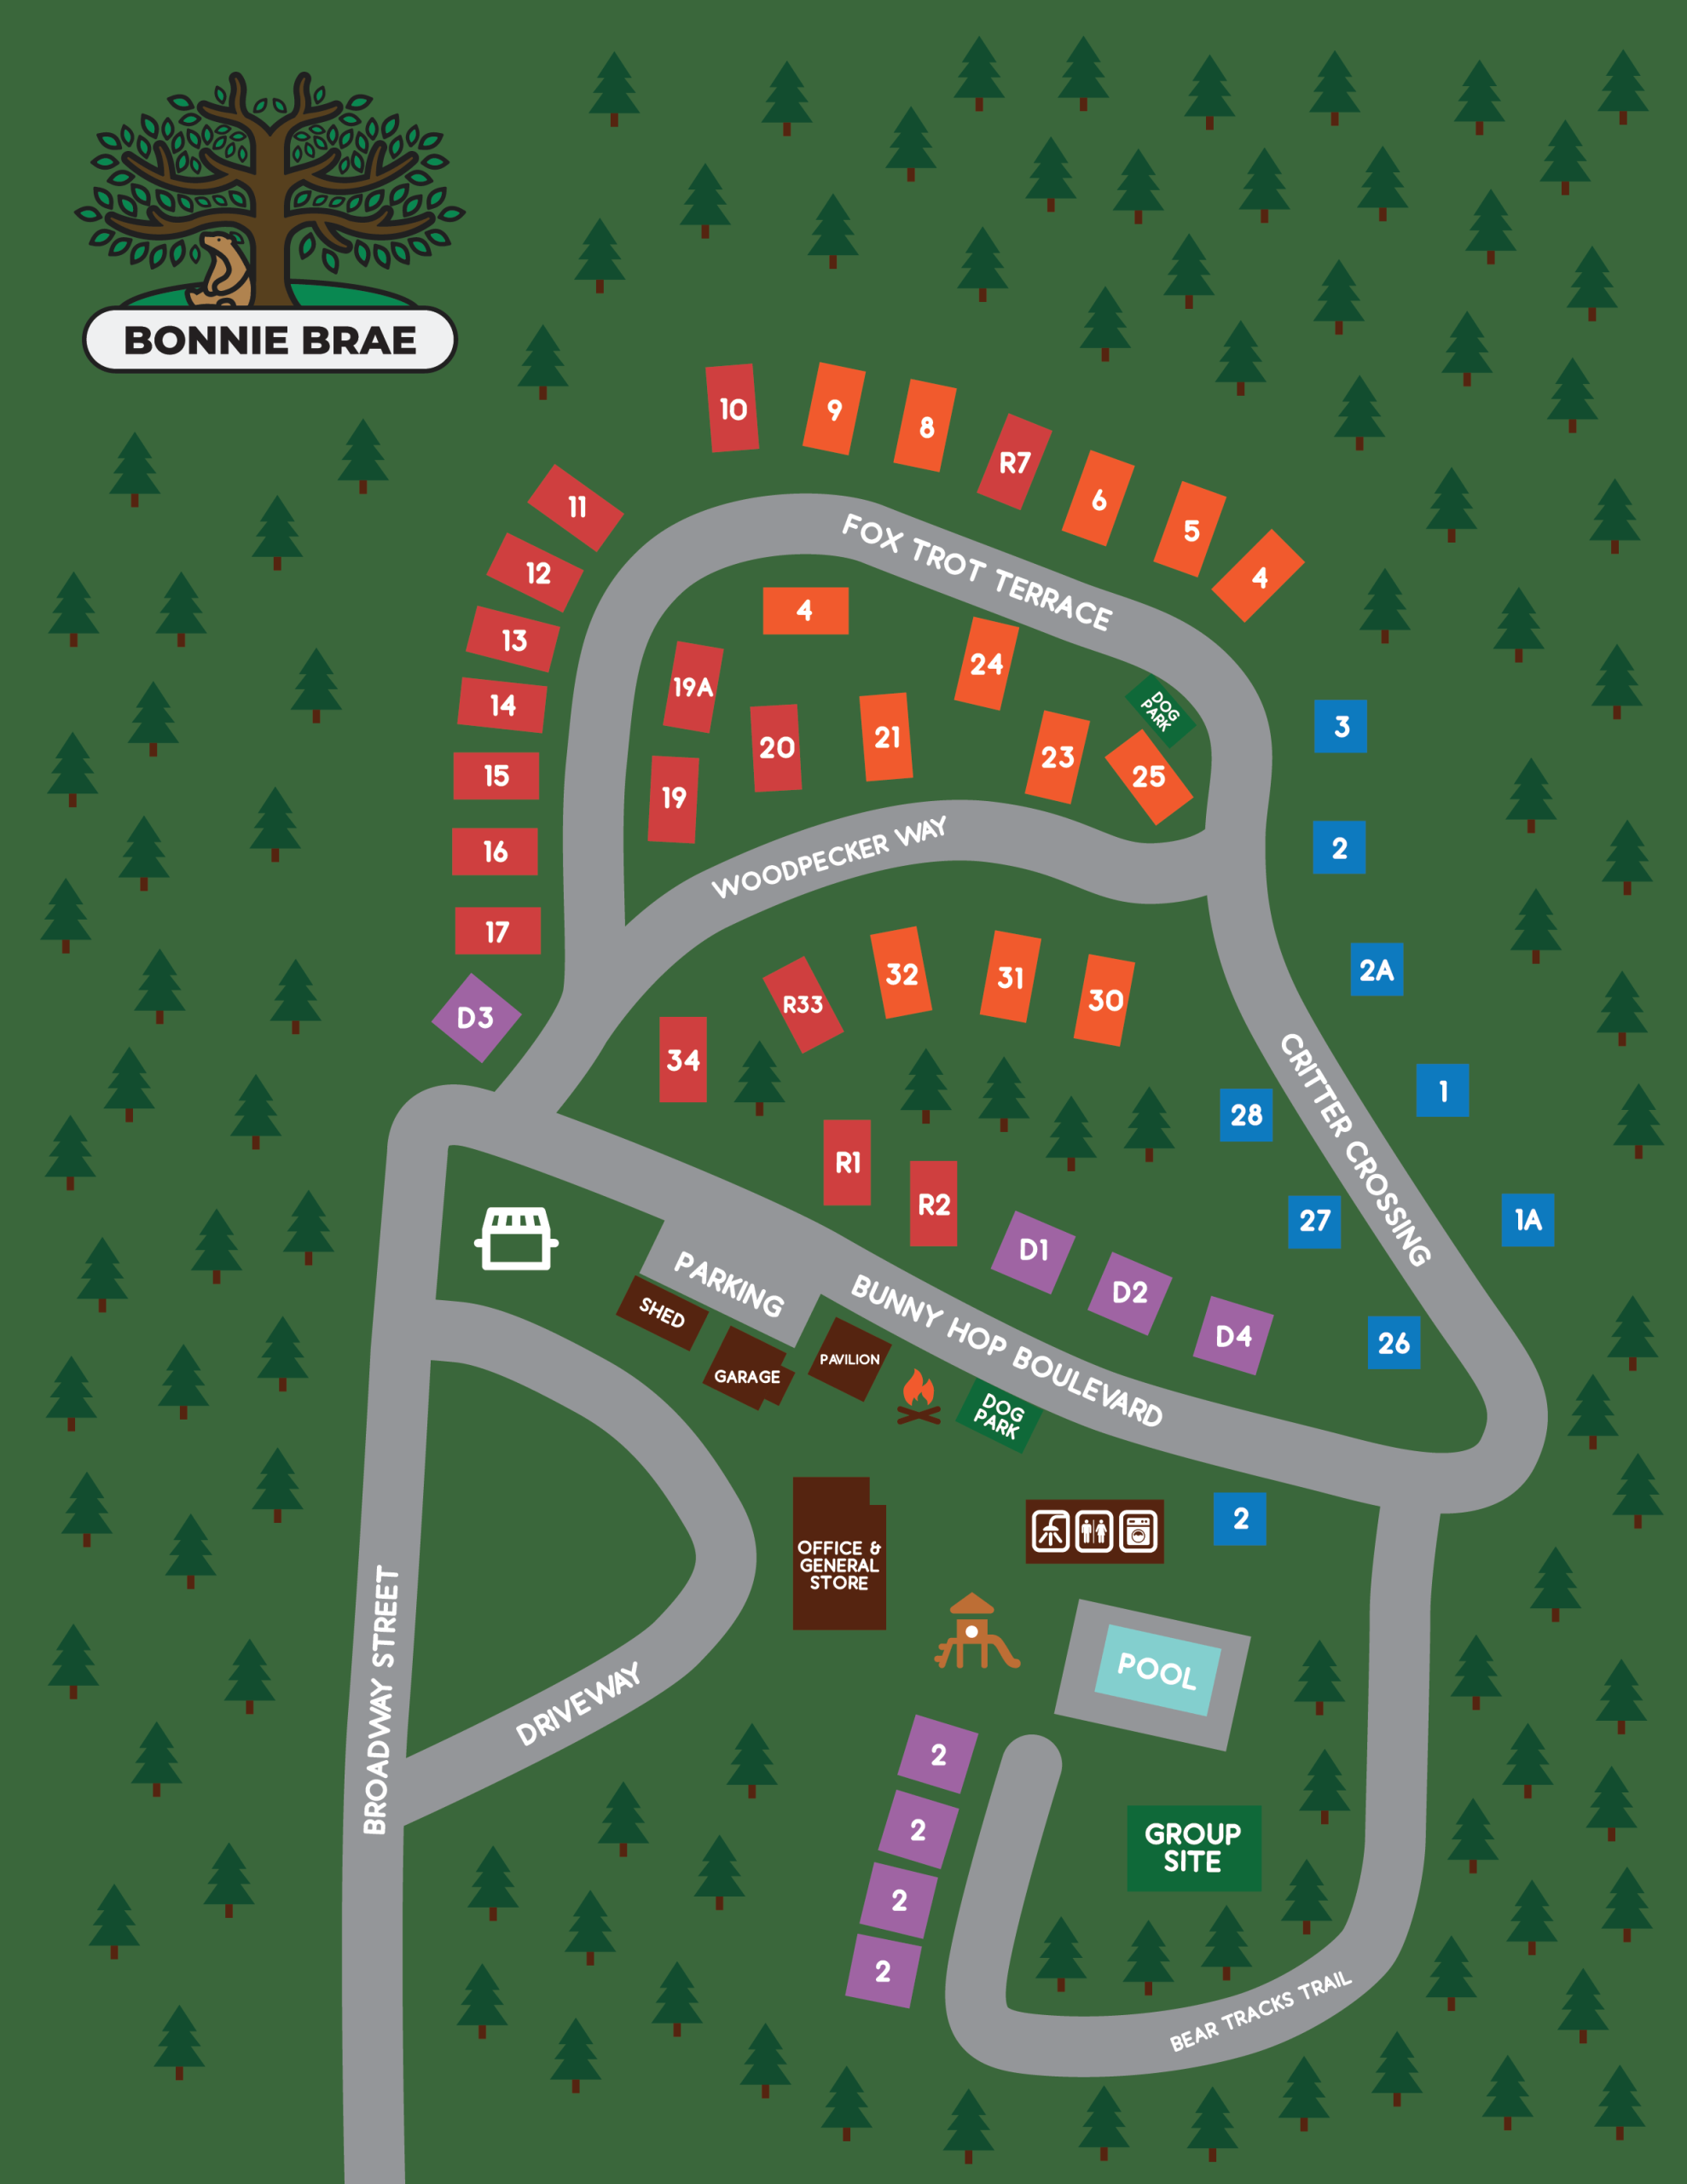 BONNIE BRAE
10
9
8
R7
6
5
4
11
12
13
14
15
16
17
D3
FOX TROT TERRACE
4
24
19A
20
21
23
19
DOG
PARK
25
3
2
2A
1
1A
WOODPECKER WAY
R33
32
31
30
34
CRITTER CROSSING
28
27
26
R1
R2
D1
D2
D4
PARKING
BUNNY HOP BOULEVARD
SHED
GARAGE
PAVILION
DOG
PARK
OFFICE &
GENERAL
STORE
2
POOL
BROADWAY STREET
DRIVEWAY
2
2
2
2
GROUP
SITE
BEAR TRACKS TRAIL